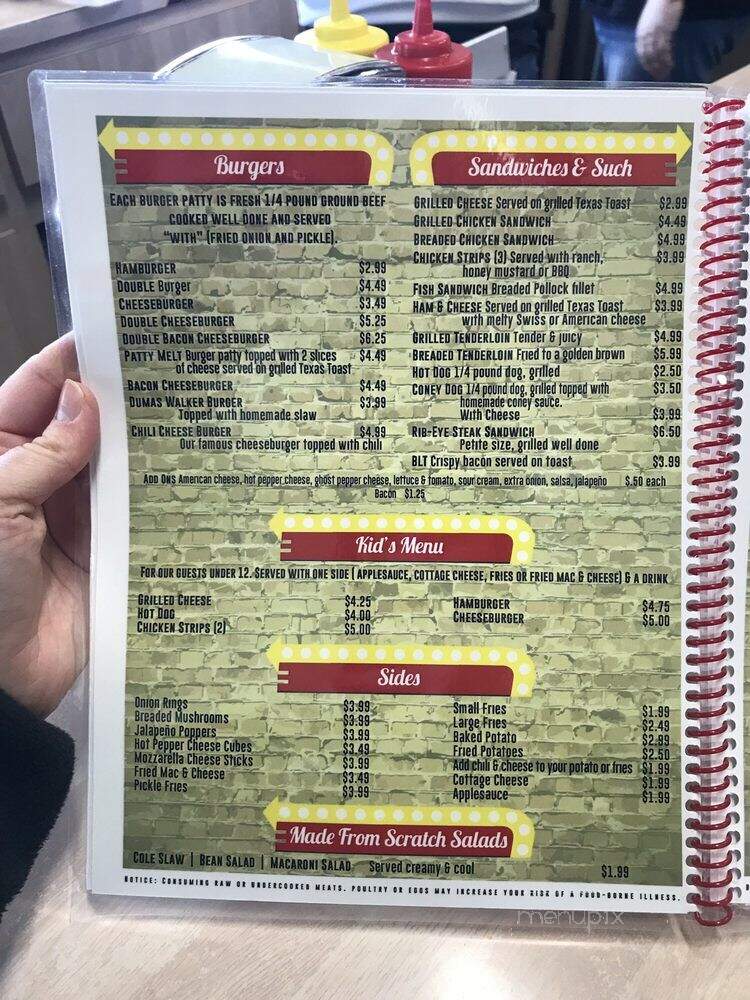 Burgers
EACH BURGER PATTY IS FRESH 1/4 POUND GROUND BEEF
COOKED WELL DONE AND SERVED
"WITH" (FRIED ONION AND PICKLE).
HAMBURGER $2.99
DOUBLE Burger $4.49
CHEESEBURGER $3.49
DOUBLE CHEESEBURGER $5.25
DOUBLE BACON CHEESEBURGER $6.25
PATTY MELT Burger patty topped with 2 slices $4.49
of cheese served on grilled Texas Toast
BACON CHEESEBURGER $4.49
DUMAS WALKER BURGER $3.99
Topped with homemade slaw
CHILI CHEESE BURGER $4.99
Our famous cheeseburger topped with chili
Sandwiches & Such
GRILLED CHEESE Served on grilled Texas Toast $2.99
GRILLED CHICKEN SANDWICH $4.49
BREADED CHICKEN SANDWICH $4.99
CHICKEN STRIPS (3) Served with ranch, $3.99
honey mustard or BBQ
FISH SANDWICH Breaded Pollock fillet $4.99
HAM & CHEESE Served on grilled Texas Toast $3.99
with melty Swiss or American cheese
GRILLED TENDERLOIN Tender & juicy $4.99
BREADED TENDERLOIN Fried to a golden brown $5.99
HOT DOG 1/4 pound dog, grilled $2.50
CONEY DOG 1/4 pound dog, grilled topped with $3.50
homemade coney sauce.
With Cheese $3.99
RIB-EYE STEAK SANDWICH $6.50
Petite size, grilled well done
BLT Crispy bacon served on toast $3.99
ADD ONS American cheese, hot pepper cheese, ghost pepper cheese, lettuce & tomato, sour cream, extra onion, salsa, jalapeño $.50 each
Bacon $1.25
Kid's Menu
FOR OUR GUESTS UNDER 12. SERVED WITH ONE SIDE ( APPLESAUCE, COTTAGE CHEESE, FRIES OR FRIED MAC & CHEESE) & A DRINK
GRILLED CHEESE $4.25
HOT DOG $4.00
CHICKEN STRIPS (2) $5.00
HAMBURGER $4.75
CHEESEBURGER $5.00
Sides
Onion Rings $3.99
Breaded Mushrooms $3.99
Jalapeño Poppers $3.99
Hot Pepper Cheese Cubes $3.49
Mozzarella Cheese Sticks $3.99
Fried Mac & Cheese $3.49
Pickle Fries $3.99
Small Fries $1.99
Large Fries $2.49
Baked Potato $2.99
Fried Potatoes $2.50
Add chili & cheese to your potato or fries $1.99
Cottage Cheese $1.99
Applesauce $1.99
Made From Scratch Salads
COLE SLAW | BEAN SALAD | MACARONI SALAD Served creamy & cool $1.99
NOTICE: CONSUMING RAW OR UNDERCOOKED MEATS, POULTRY OR EGGS MAY INCREASE YOUR RISK OF A FOOD-BORNE ILLNESS.
menupix